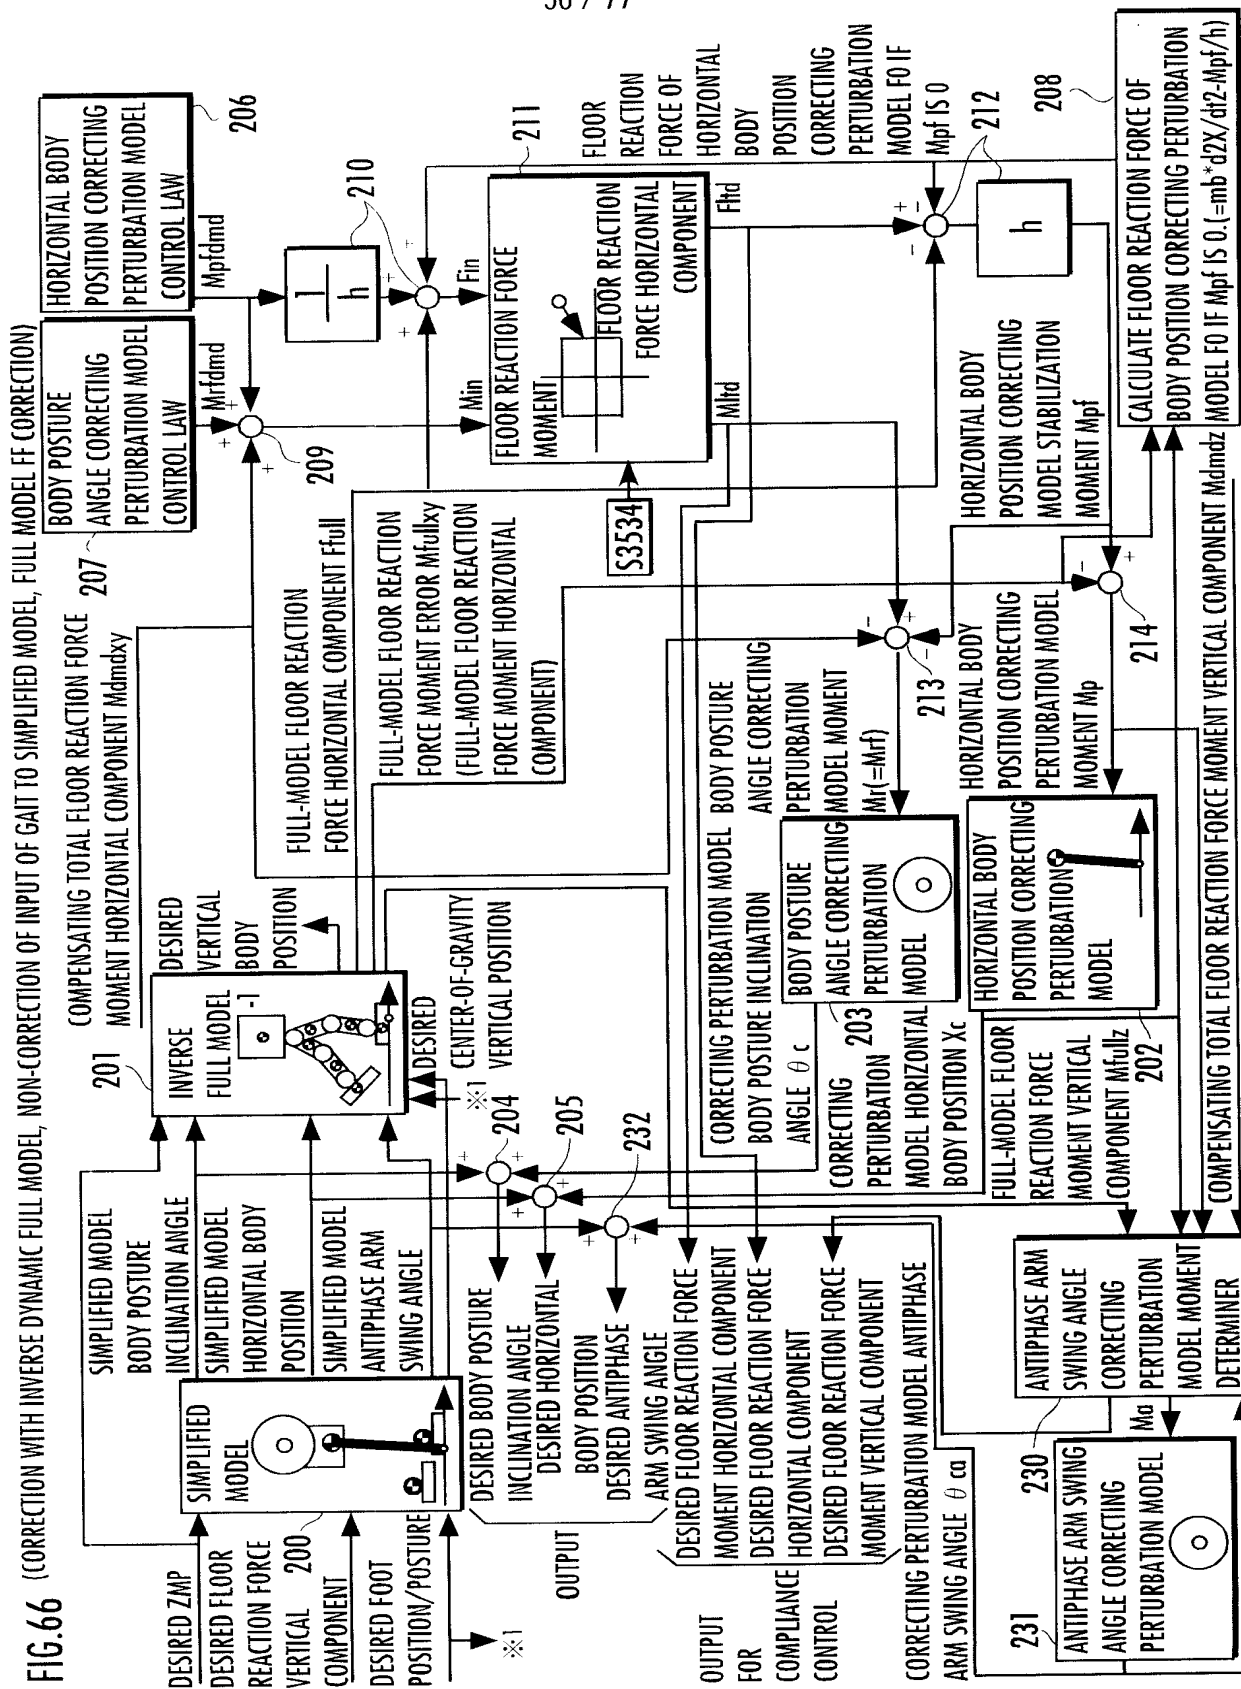 56 / 77
FIG.66 (CORRECTION WITH INVERSE DYNAMIC FULL MODEL, NON-CORRECTION OF INPUT OF GAIT TO SIMPLIFIED MODEL, FULL MODEL FF CORRECTION)
DESIRED ZMP
DESIRED FLOOR
REACTION FORCE
VERTICAL
COMPONENT
DESIRED FOOT
POSITION/POSTURE
※1
200
SIMPLIFIED
MODEL
SIMPLIFIED MODEL
BODY POSTURE
INCLINATION ANGLE
SIMPLIFIED MODEL
HORIZONTAL BODY
POSITION
SIMPLIFIED MODEL
ANTIPHASE ARM
SWING ANGLE
201
INVERSE
FULL MODEL
-1
DESIRED
VERTICAL
BODY
POSITION
DESIRED
CENTER-OF-GRAVITY
VERTICAL POSITION
※1
COMPENSATING TOTAL FLOOR REACTION FORCE
MOMENT HORIZONTAL COMPONENT Mdmdxy
207
BODY POSTURE
ANGLE CORRECTING
PERTURBATION MODEL
CONTROL LAW
Mrfdmd
HORIZONTAL BODY
POSITION CORRECTING
PERTURBATION MODEL
CONTROL LAW
206
Mpfdmd
+
+
+
209
1
h
210
+
+
+
FULL-MODEL FLOOR REACTION
FORCE HORIZONTAL COMPONENT Ffull
FULL-MODEL FLOOR REACTION
FORCE MOMENT ERROR Mfullxy
(FULL-MODEL FLOOR REACTION
FORCE MOMENT HORIZONTAL
COMPONENT)
Min
Fin
FLOOR REACTION FORCE
MOMENT
FLOOR REACTION
FORCE HORIZONTAL
COMPONENT
211
S3534
Mltd
Fltd
FLOOR
REACTION
FORCE OF
HORIZONTAL
BODY
POSITION
CORRECTING
PERTURBATION
MODEL F0 IF
Mpf IS 0
+
-
-
212
h
208
CALCULATE FLOOR REACTION FORCE OF
BODY POSITION CORRECTING PERTURBATION
MODEL F0 IF Mpf IS 0.(=mb*d2X/dt2-Mpf/h)
HORIZONTAL BODY
POSITION CORRECTING
MODEL STABILIZATION
MOMENT Mpf
-
+
-
213
-
+
214
204
+
+
205
+
+
232
+
+
DESIRED BODY POSTURE
INCLINATION ANGLE
DESIRED HORIZONTAL
BODY POSITION
DESIRED ANTIPHASE
ARM SWING ANGLE
OUTPUT
DESIRED FLOOR REACTION FORCE
MOMENT HORIZONTAL COMPONENT
DESIRED FLOOR REACTION FORCE
HORIZONTAL COMPONENT
DESIRED FLOOR REACTION FORCE
MOMENT VERTICAL COMPONENT
OUTPUT
FOR
COMPLIANCE
CONTROL
CORRECTING PERTURBATION MODEL
BODY POSTURE INCLINATION
ANGLE θ c
BODY POSTURE
ANGLE CORRECTING
PERTURBATION
MODEL MOMENT
Mr(=Mrf)
BODY POSTURE
ANGLE CORRECTING
PERTURBATION
MODEL
203
CORRECTING
PERTURBATION
MODEL HORIZONTAL
BODY POSITION Xc
HORIZONTAL BODY
POSITION CORRECTING
PERTURBATION MODEL
MOMENT Mp
HORIZONTAL BODY
POSITION CORRECTING
PERTURBATION
MODEL
202
FULL-MODEL FLOOR
REACTION FORCE
MOMENT VERTICAL
COMPONENT Mfullz
COMPENSATING TOTAL FLOOR REACTION FORCE MOMENT VERTICAL COMPONENT Mdmdz
CORRECTING PERTURBATION MODEL ANTIPHASE
ARM SWING ANGLE θ ca
230
ANTIPHASE ARM
SWING ANGLE
CORRECTING
PERTURBATION
MODEL MOMENT
DETERMINER
Ma
231
ANTIPHASE ARM SWING
ANGLE CORRECTING
PERTURBATION MODEL